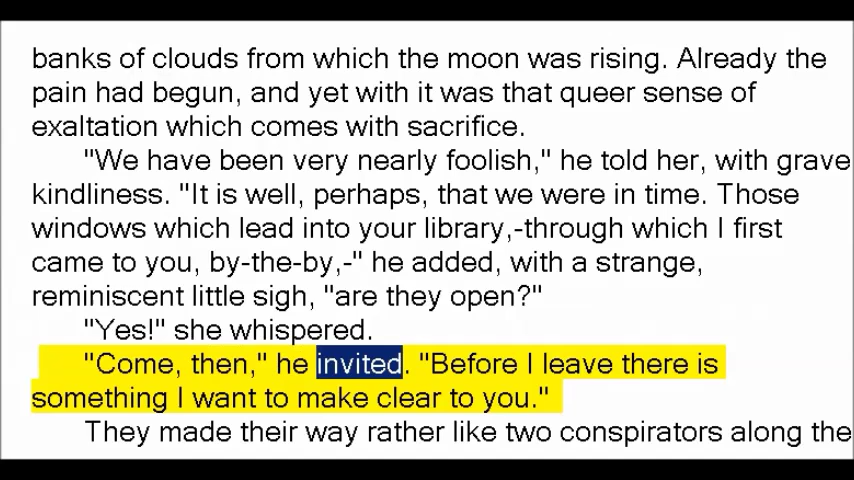 banks of clouds from which the moon was rising. Already the
pain had begun, and yet with it was that queer sense of
exaltation which comes with sacrifice.
"We have been very nearly foolish," he told her, with grave
kindliness. "It is well, perhaps, that we were in time. Those
windows which lead into your library,-through which I first
came to you, by-the-by,-" he added, with a strange,
reminiscent little sigh, "are they open?"
"Yes!" she whispered.
"Come, then," he invited. "Before I leave there is
something I want to make clear to you."
They made their way rather like two conspirators along the